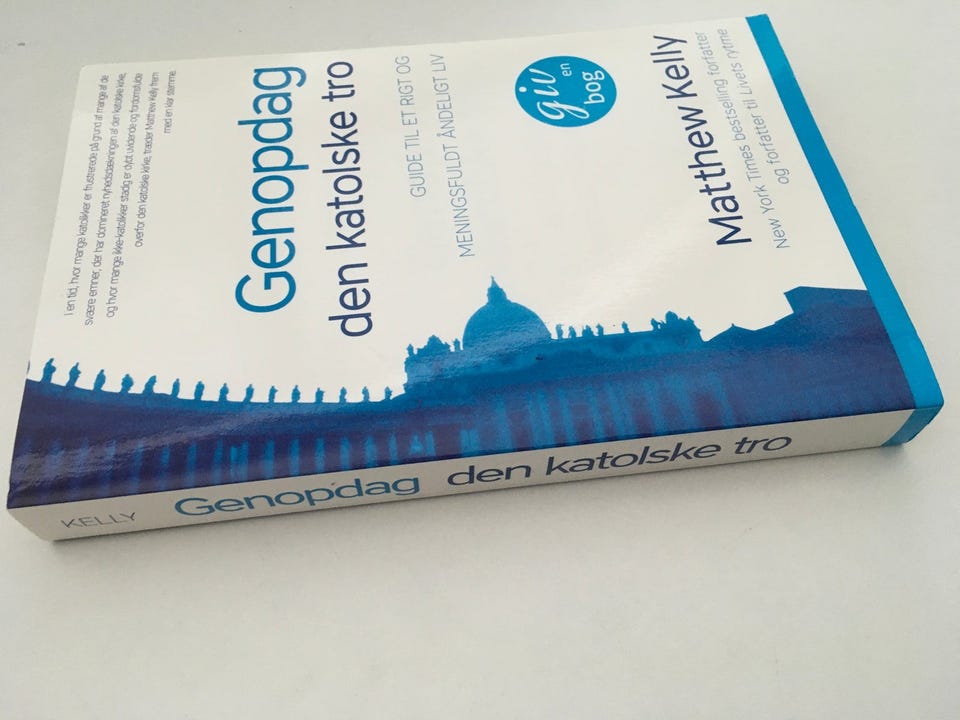 I en tid, hvor mange katolikker er frustrerede på grund af mange af de
svære emner, der har domineret nyhedsdækningen af den katolske kirke,
og hvor mange ikke-katolikker stadig er dybt uvidende og fordomsfulde
overfor den katolske kirke, træder Matthew Kelly frem
med en klar stemme.
Genopdag
den katolske tro
GUIDE TIL ET RIGT OG
MENINGSFULDT ÅNDELIGT LIV
giv
en
bog
Matthew Kelly
New York Times bestselling forfatter
og forfatter til Livets rytme
KELLY Genopdag den katolske tro